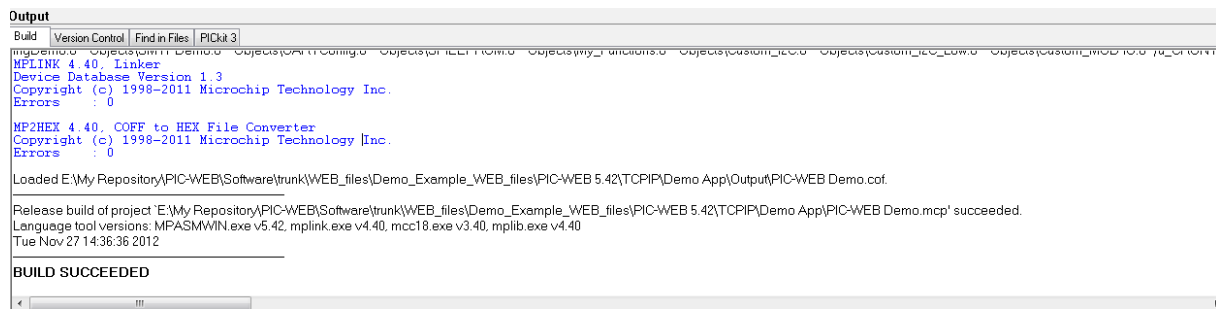 Output
Build Version Control Find in Files PICkit 3
MPLINK 4.40, Linker
Device Database Version 1.3
Copyright (c) 1998-2011 Microchip Technology Inc.
Errors : 0
MP2HEX 4.40, COFF to HEX File Converter
Copyright (c) 1998-2011 Microchip Technology Inc.
Errors : 0
Loaded E:\My Repository\PIC-WEB\Software\trunk\WEB_files\Demo_Example_WEB_files\PIC-WEB 5.42\TCPIP\Demo App\Output\PIC-WEB Demo.cof.
Release build of project `E:\My Repository\PIC-WEB\Software\trunk\WEB_files\Demo_Example_WEB_files\PIC-WEB 5.42\TCPIP\Demo App\PIC-WEB Demo.mcp' succeeded.
Language tool versions: MPASMWIN.exe v5.42, mplink.exe v4.40, mcc18.exe v3.40, mplib.exe v4.40
Tue Nov 27 14:36:36 2012
BUILD SUCCEEDED